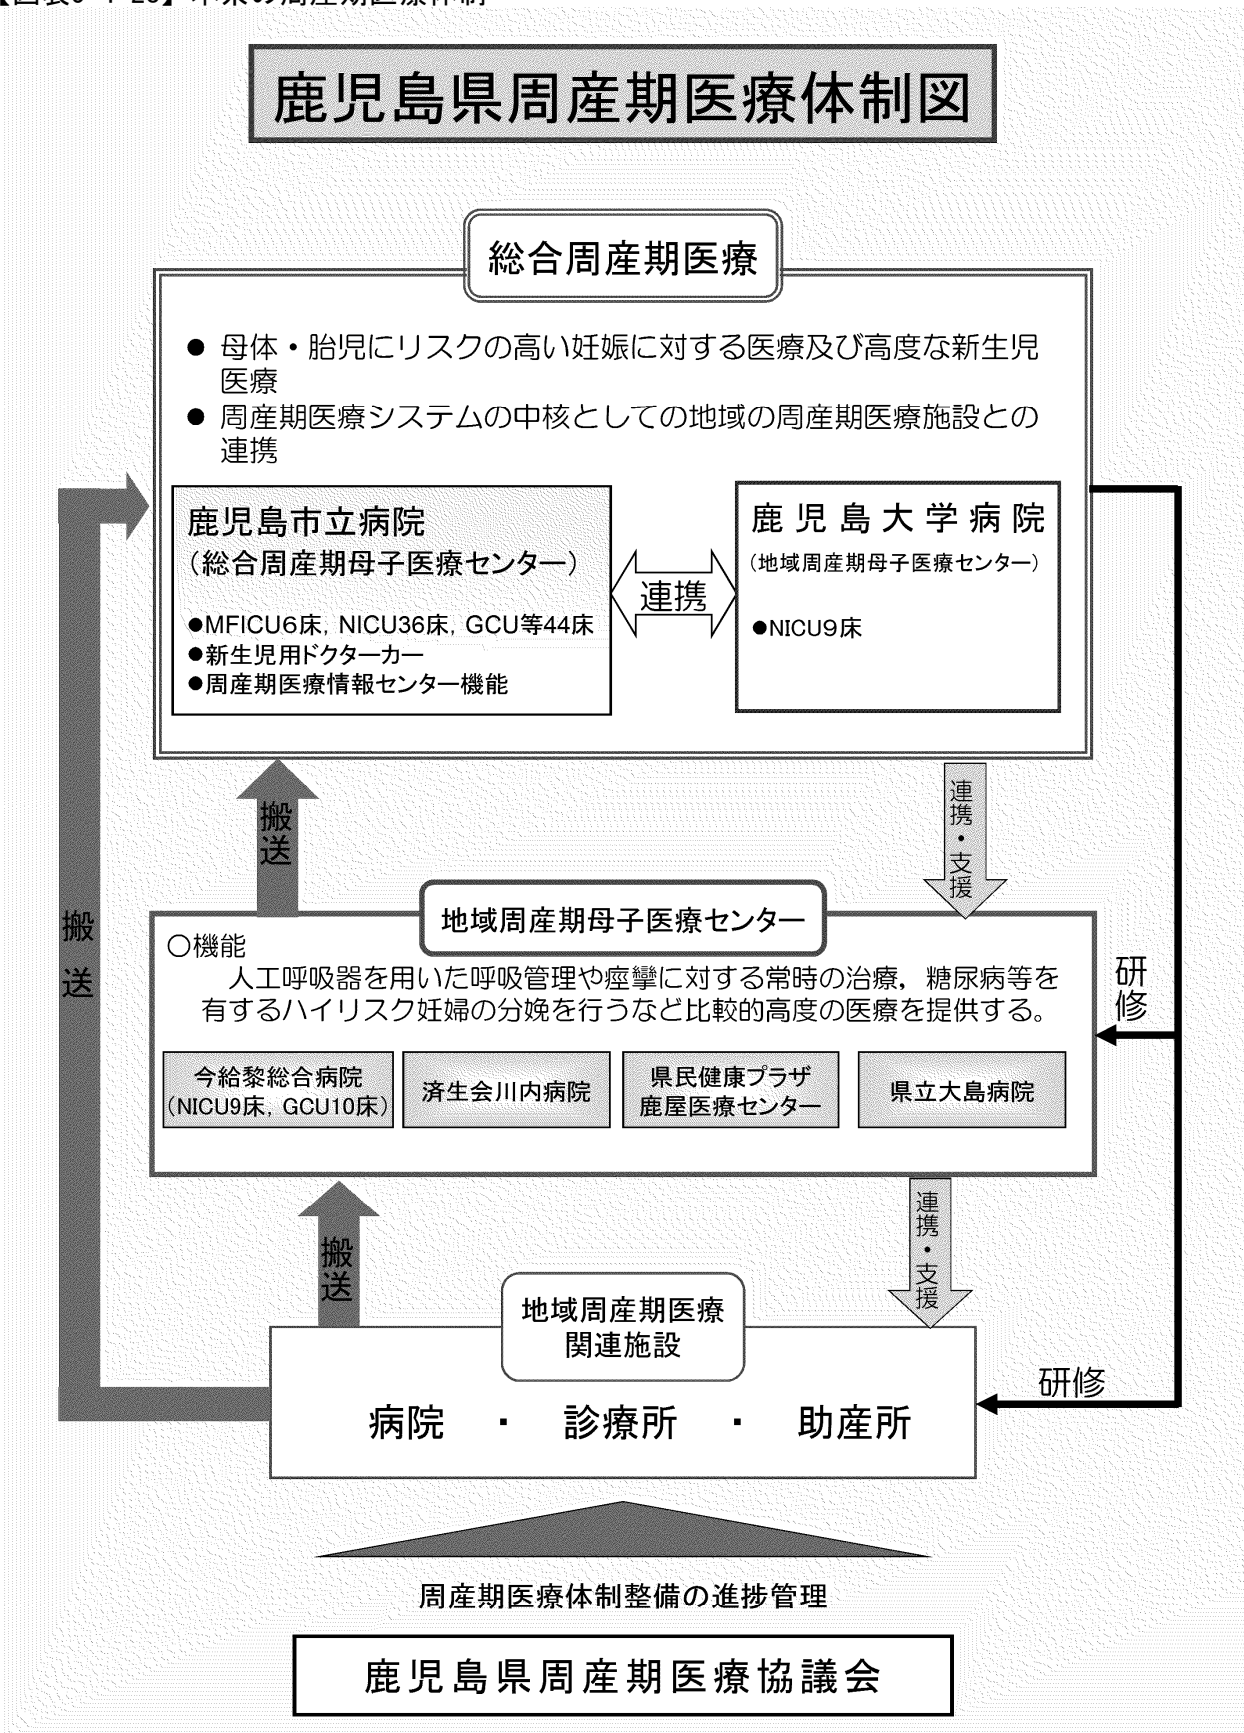 鹿児島県周産期医療体制図
総合周産期医療
● 母体・胎児にリスクの高い妊娠に対する医療及び高度な新生児
医療
● 周産期医療システムの中核としての地域の周産期医療施設との
連携
鹿児島市立病院
（総合周産期母子医療センター）
●MFICU6床，NICU36床，GCU等44床
●新生児用ドクターカー
●周産期医療情報センター機能
連携
鹿児島大学病院
（地域周産期母子医療センター）
●NICU9床
搬送
連携・支援
搬送
研修
地域周産期母子医療センター
○機能
人工呼吸器を用いた呼吸管理や痙攣に対する常時の治療，糖尿病等を
有するハイリスク妊婦の分娩を行うなど比較的高度の医療を提供する。
今給黎総合病院
（NICU9床，GCU10床）
済生会川内病院
県民健康プラザ
鹿屋医療センター
県立大島病院
搬送
連携・支援
地域周産期医療
関連施設
研修
病院 ・ 診療所 ・ 助産所
周産期医療体制整備の進捗管理
鹿児島県周産期医療協議会